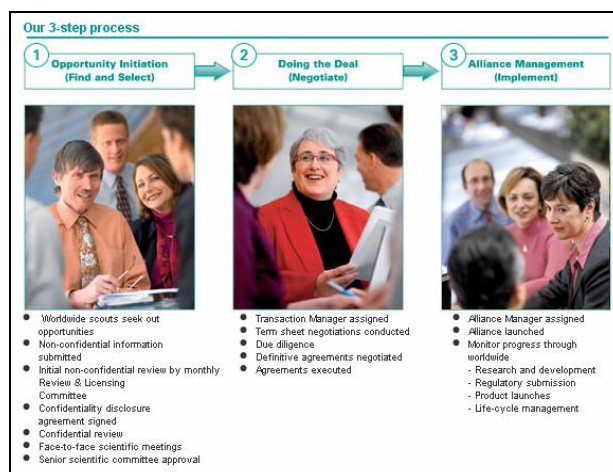 Our 3-step process
1
Opportunity Initiation
(Find and Select)
2
Doing the Deal
(Negotiate)
3
Alliance Management
(Implement)
● Worldwide scouts seek out
opportunities
● Non-confidential information
submitted
● Initial non-confidential review by monthly
Review & Licensing
Committee
● Confidentiality disclosure
agreement signed
● Confidential review
● Face-to-face scientific meetings
● Senior scientific committee approval
● Transaction Manager assigned
● Term sheet negotiations conducted
● Due diligence
● Definitive agreements negotiated
● Agreements executed
● Alliance Manager assigned
● Alliance launched
● Monitor progress through
worldwide
- Research and development
- Regulatory submission
- Product launches
- Life-cycle management